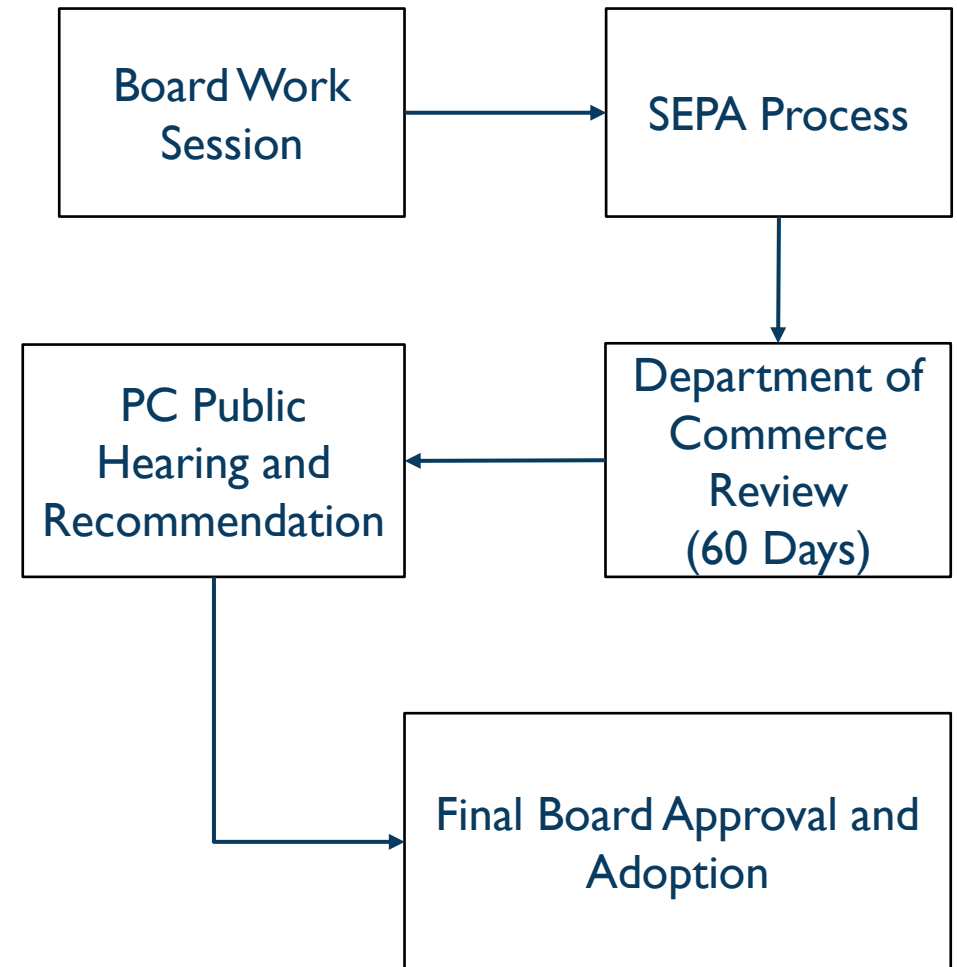 Board Work
Session
SEPA Process
Department of
Commerce
Review
(60 Days)
PC Public
Hearing and
Recommendation
Final Board Approval and
Adoption